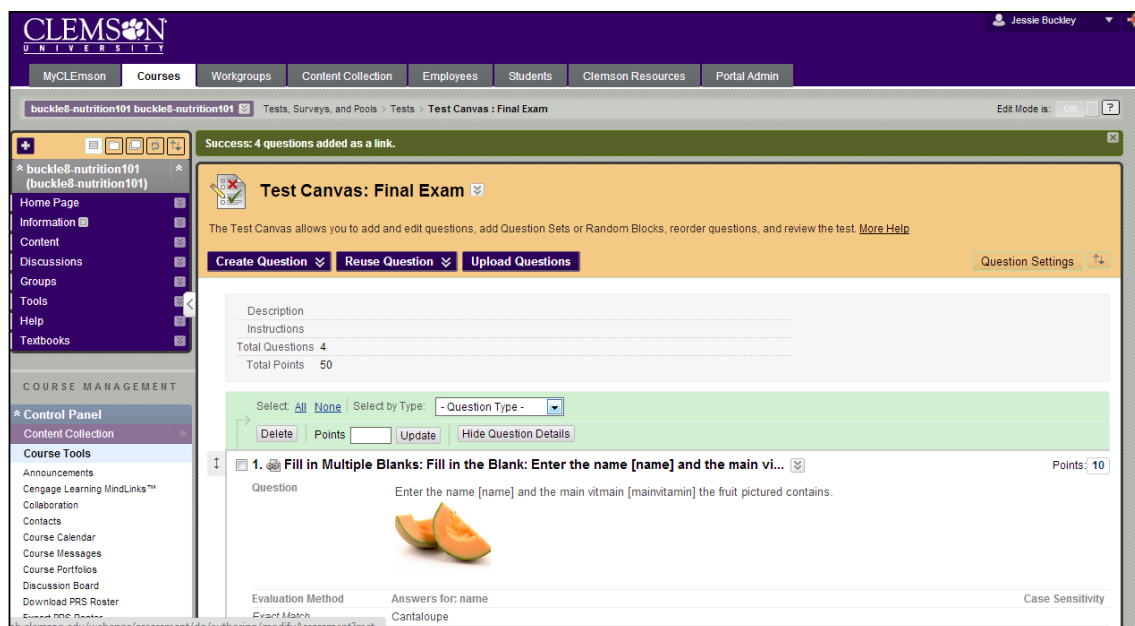 CLEMSON
UNIVERSITY
Jessie Buckley
MyCLEmson Courses Workgroups Content Collection Employees Students Clemson Resources Portal Admin
buckle8-nutrition101 buckle8-nutrition101 Tests, Surveys, and Pools > Tests > Test Canvas : Final Exam Edit Mode is: ON ?
Success: 4 questions added as a link.
buckle8-nutrition101
(buckle8-nutrition101)
Home Page
Information
Content
Discussions
Groups
Tools
Help
Textbooks
COURSE MANAGEMENT
Control Panel
Content Collection
Course Tools
Announcements
Cengage Learning MindLinks™
Collaboration
Contacts
Course Calendar
Course Messages
Course Portfolios
Discussion Board
Download PRS Roster
Test Canvas: Final Exam
The Test Canvas allows you to add and edit questions, add Question Sets or Random Blocks, reorder questions, and review the test. More Help
Create Question Reuse Question Upload Questions Question Settings
Description
Instructions
Total Questions 4
Total Points 50
Select: All None Select by Type: - Question Type -
Delete Points Update Hide Question Details
1. Fill in Multiple Blanks: Fill in the Blank: Enter the name [name] and the main vi... Points: 10
Question Enter the name [name] and the main vitmain [mainvitamin] the fruit pictured contains.
Evaluation Method Answers for: name Case Sensitivity
Exact Match Cantaloupe